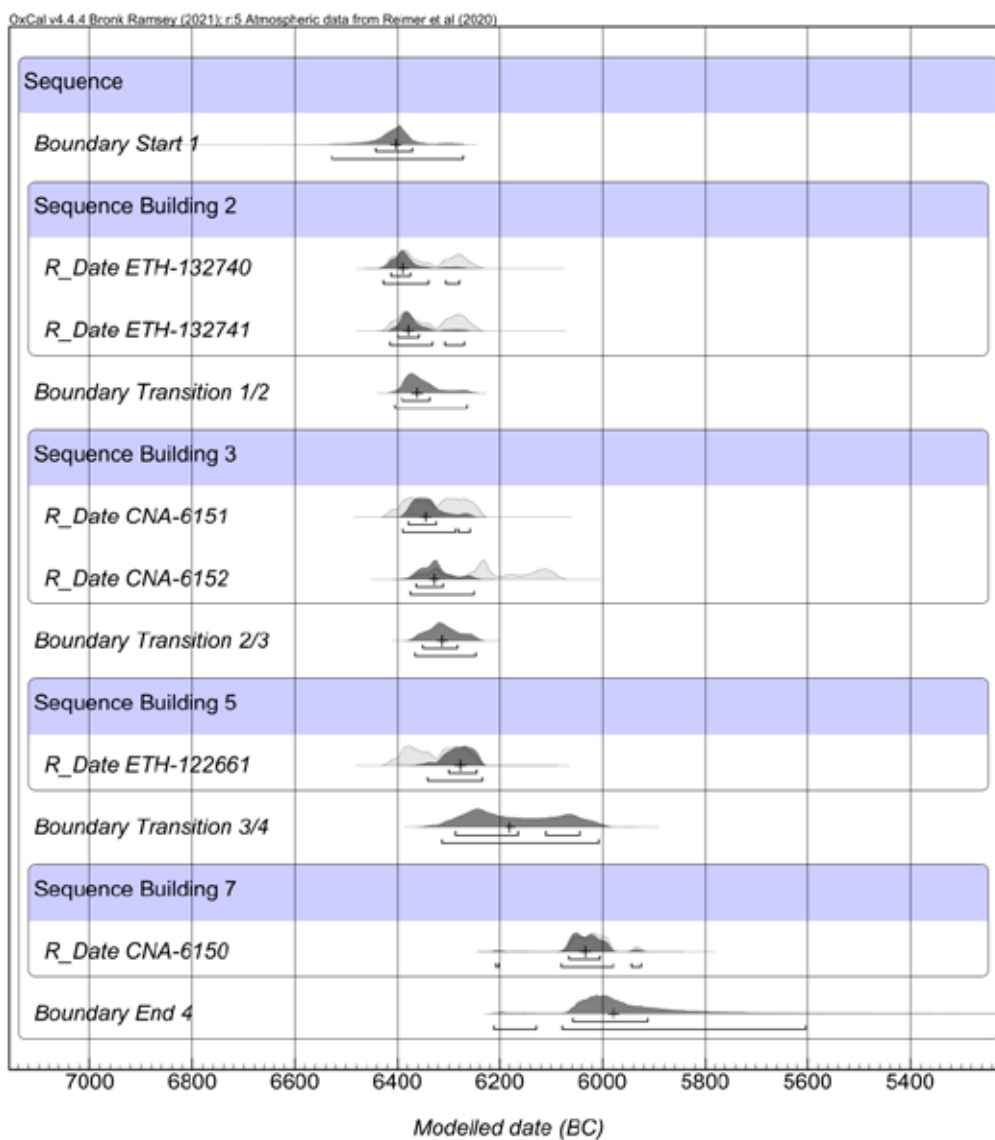 OxCal v4.4.4 Bronk Ramsey (2021); r:5 Atmospheric data from Reimer et al (2020)
Sequence
Boundary Start 1
Sequence Building 2
R_Date ETH-132740
R_Date ETH-132741
Boundary Transition 1/2
Sequence Building 3
R_Date CNA-6151
R_Date CNA-6152
Boundary Transition 2/3
Sequence Building 5
R_Date ETH-122661
Boundary Transition 3/4
Sequence Building 7
R_Date CNA-6150
Boundary End 4
7000 6800 6600 6400 6200 6000 5800 5600 5400
Modelled date (BC)